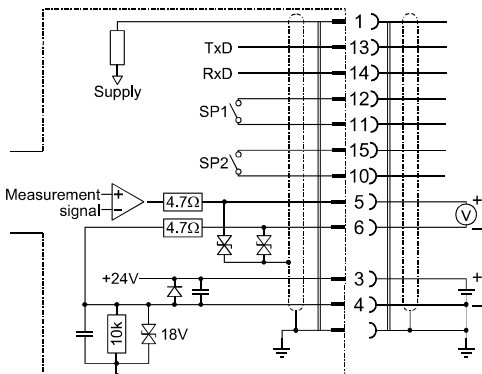 1
TxD 13
RxD 14
Supply
12
SP1
11
15
SP2
10
Measurement signal + −
4.7Ω 5 +
V
4.7Ω 6 −
+24V 3 +
4 −
10k 18V